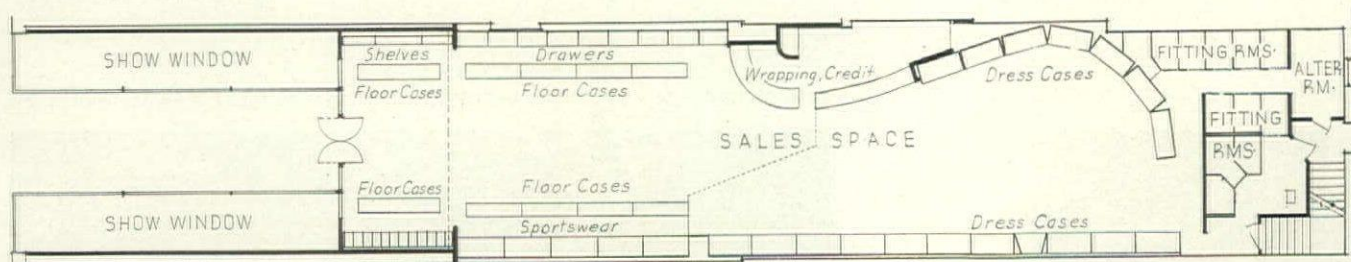 SHOW WINDOW
Shelves
Floor Cases
Drawers
Floor Cases
Wrapping, Credit
Dress Cases
FITTING RMS.
ALTER
RM.
FITTING
RMS.
SALES SPACE
Floor Cases
Floor Cases
Sportswear
Dress Cases
SHOW WINDOW